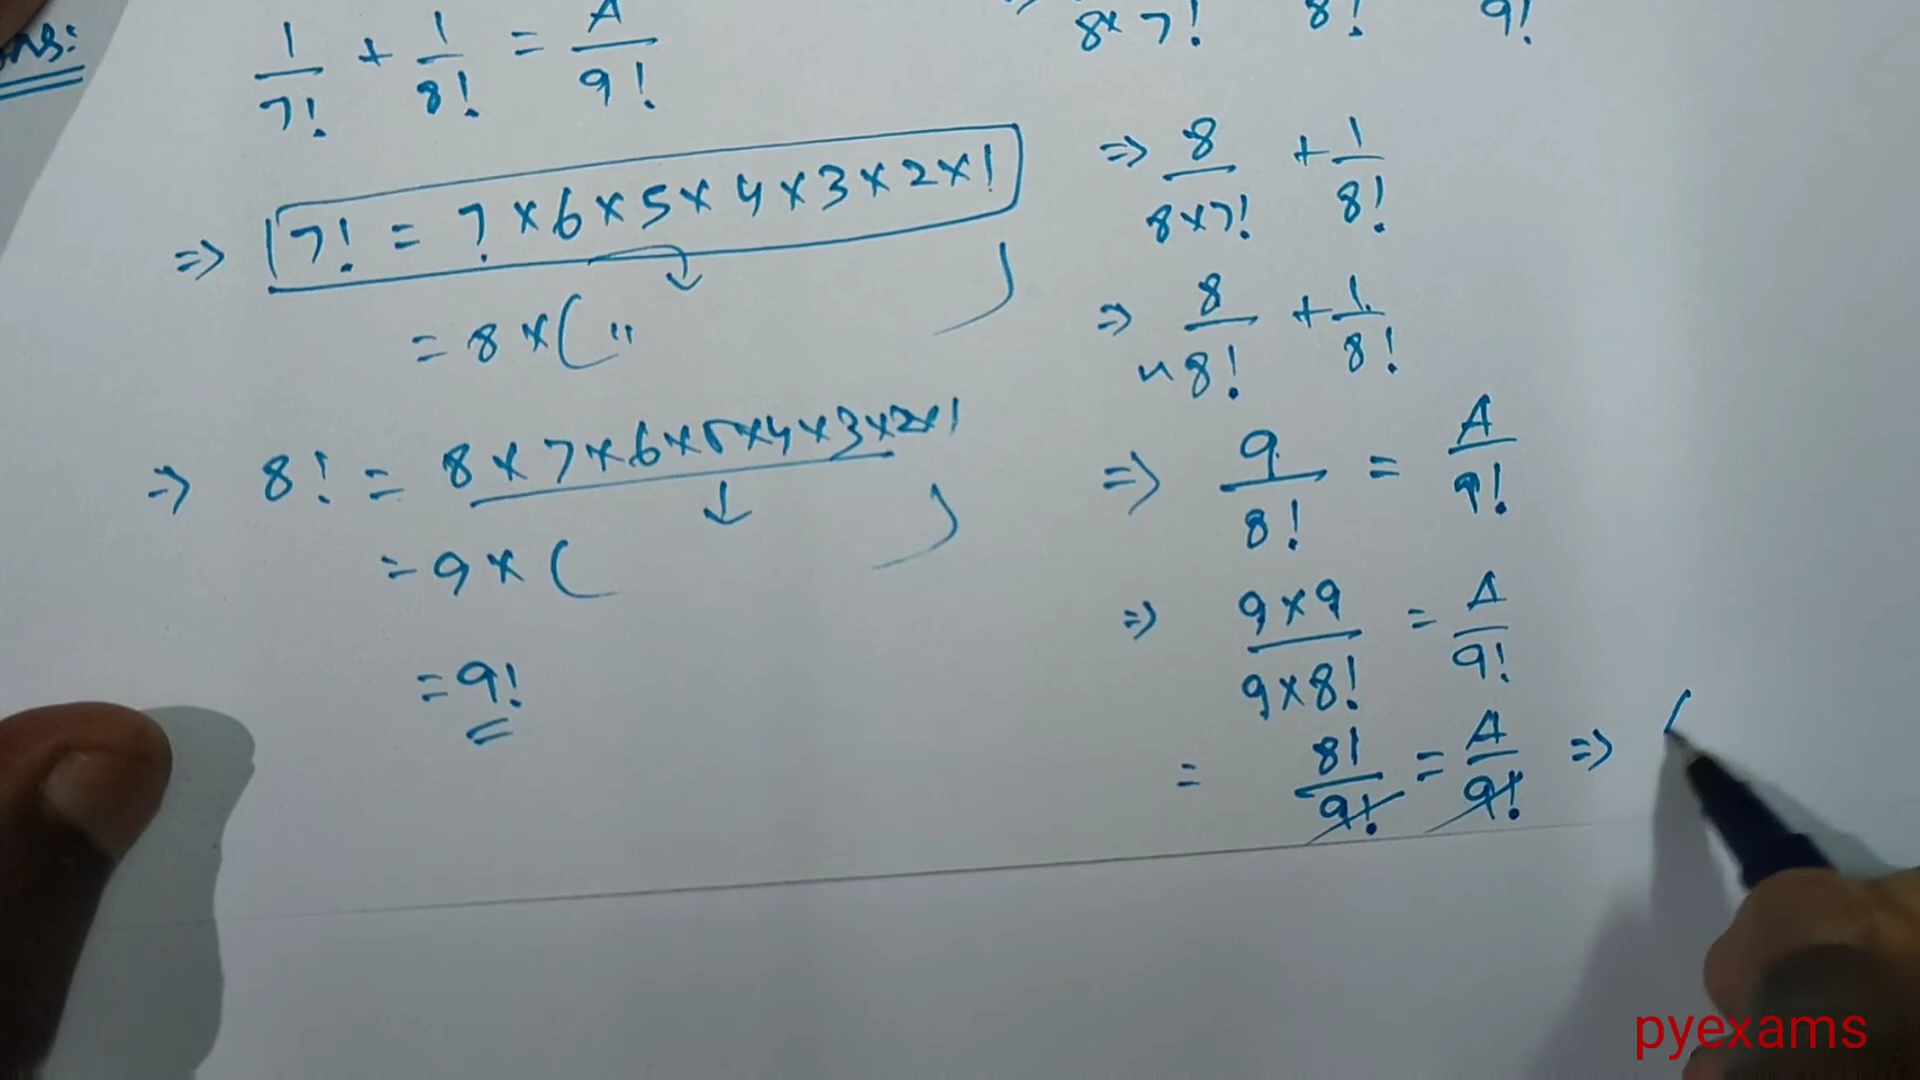 Ans:
1/7! + 1/8! = A/9!
=> 7! = 7 × 6 × 5 × 4 × 3 × 2 × 1
= 8 × ( "      )
=> 8! = 8 × 7 × 6 × 5 × 4 × 3 × 2 × 1
= 9 × (      )
= 9!
8 × 7!   8!   9!
=> 8/(8 × 7!) + 1/8!
=> 8/8! + 1/8!
=> 9/8! = A/9!
=> (9 × 9)/(9 × 8!) = A/9!
= 81/9! = A/9! =>
pyexams